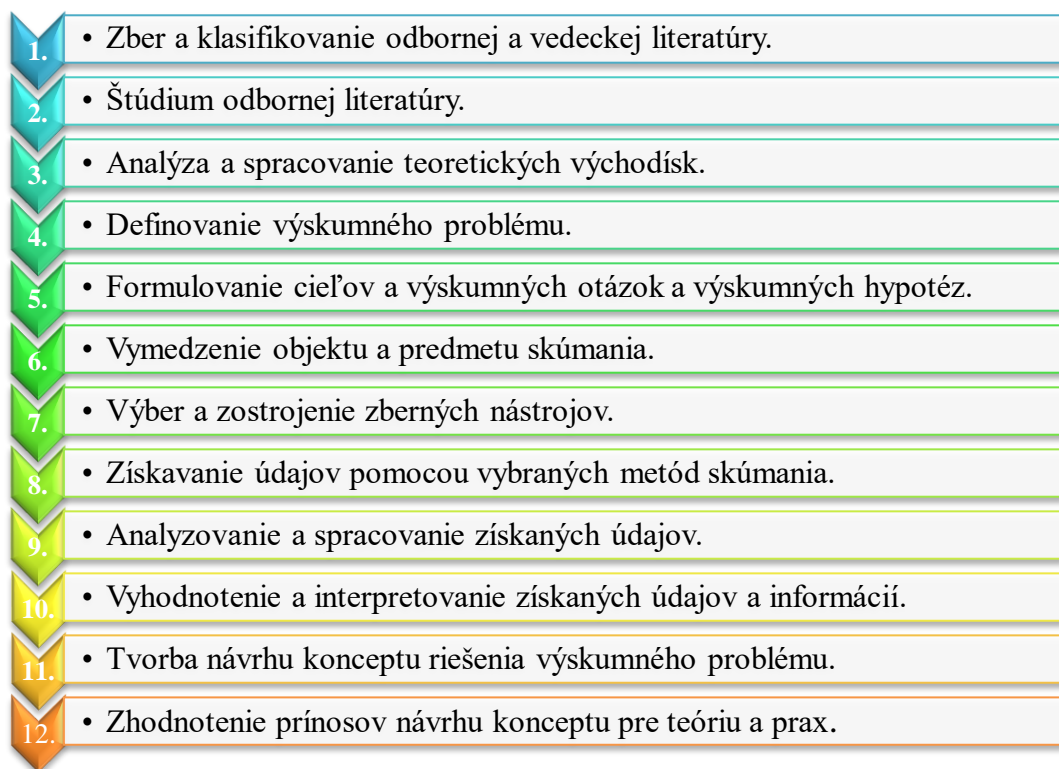 1. • Zber a klasifikovanie odbornej a vedeckej literatúry.
2. • Štúdium odbornej literatúry.
3. • Analýza a spracovanie teoretických východísk.
4. • Definovanie výskumného problému.
5. • Formulovanie cieľov a výskumných otázok a výskumných hypotéz.
6. • Vymedzenie objektu a predmetu skúmania.
7. • Výber a zostrojenie zberných nástrojov.
8. • Získavanie údajov pomocou vybraných metód skúmania.
9. • Analyzovanie a spracovanie získaných údajov.
10. • Vyhodnotenie a interpretovanie získaných údajov a informácií.
11. • Tvorba návrhu konceptu riešenia výskumného problému.
12. • Zhodnotenie prínosov návrhu konceptu pre teóriu a prax.